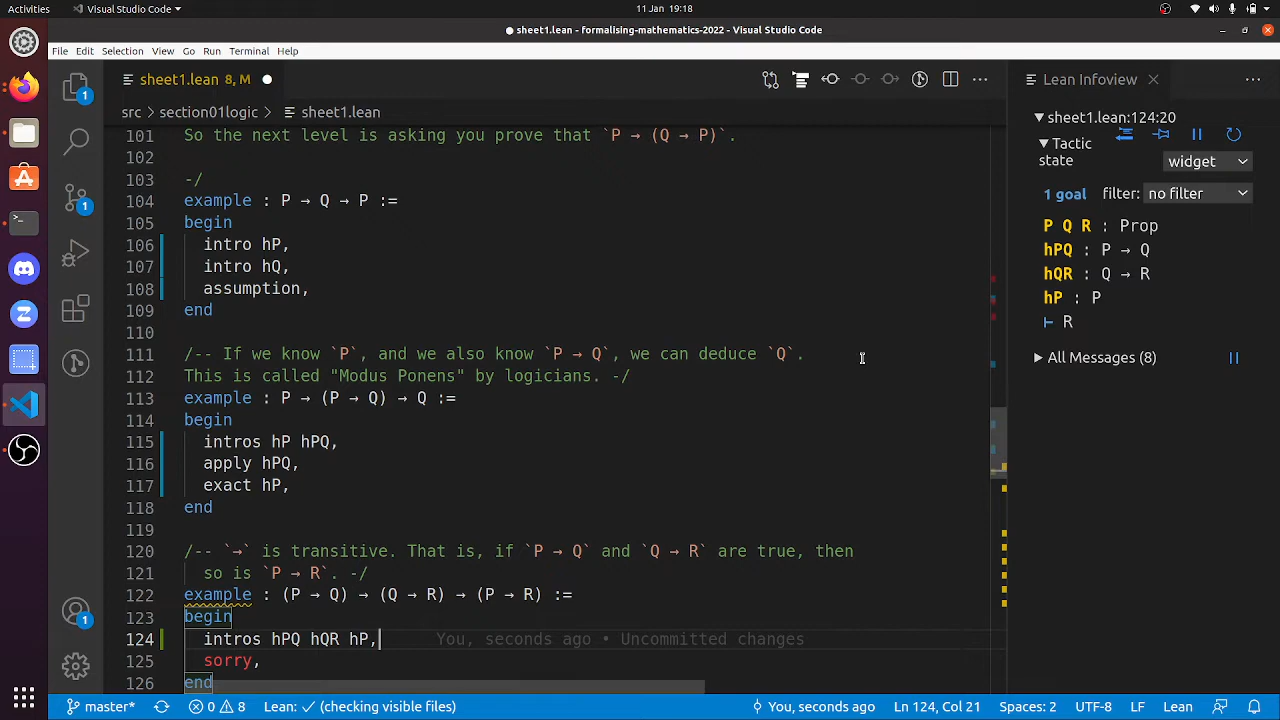 Activities
Visual Studio Code
11 Jan 19:18
● sheet1.lean - formalising-mathematics-2022 - Visual Studio Code
File Edit Selection View Go Run Terminal Help
sheet1.lean 8, M ●
Lean Infoview
src > section01logic > sheet1.lean
101 So the next level is asking you prove that `P → (Q → P)`.
102
103 -/
104 example : P → Q → P :=
105 begin
106 intro hP,
107 intro hQ,
108 assumption,
109 end
110
111 /-- If we know `P`, and we also know `P → Q`, we can deduce `Q`.
112 This is called "Modus Ponens" by logicians. -/
113 example : P → (P → Q) → Q :=
114 begin
115 intros hP hPQ,
116 apply hPQ,
117 exact hP,
118 end
119
120 /-- `→` is transitive. That is, if `P → Q` and `Q → R` are true, then
121 so is `P → R`. -/
122 example : (P → Q) → (Q → R) → (P → R) :=
123 begin
124 intros hPQ hQR hP, You, seconds ago • Uncommitted changes
125 sorry,
126 end
sheet1.lean:124:20
Tactic state
widget
1 goal filter: no filter
P Q R : Prop
hPQ : P → Q
hQR : Q → R
hP : P
⊢ R
All Messages (8)
1
1
1
master* 0 8 Lean: ✓ (checking visible files) You, seconds ago Ln 124, Col 21 Spaces: 2 UTF-8 LF Lean